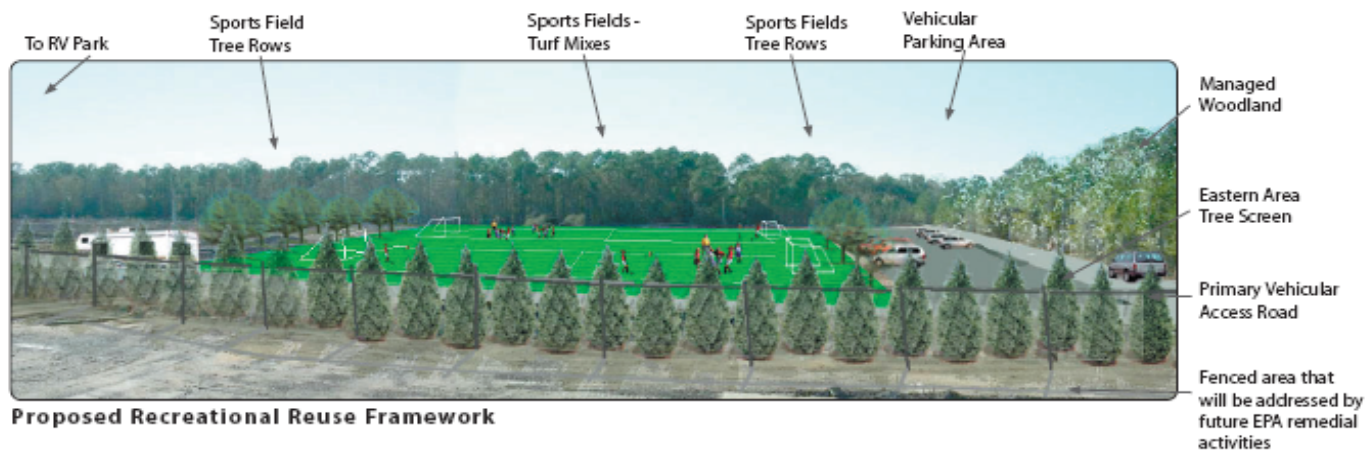 To RV Park
Sports Field
Tree Rows
Sports Fields -
Turf Mixes
Sports Fields
Tree Rows
Vehicular
Parking Area
Managed
Woodland
Eastern Area
Tree Screen
Primary Vehicular
Access Road
Fenced area that
will be addressed by
future EPA remedial
activities
Proposed Recreational Reuse Framework